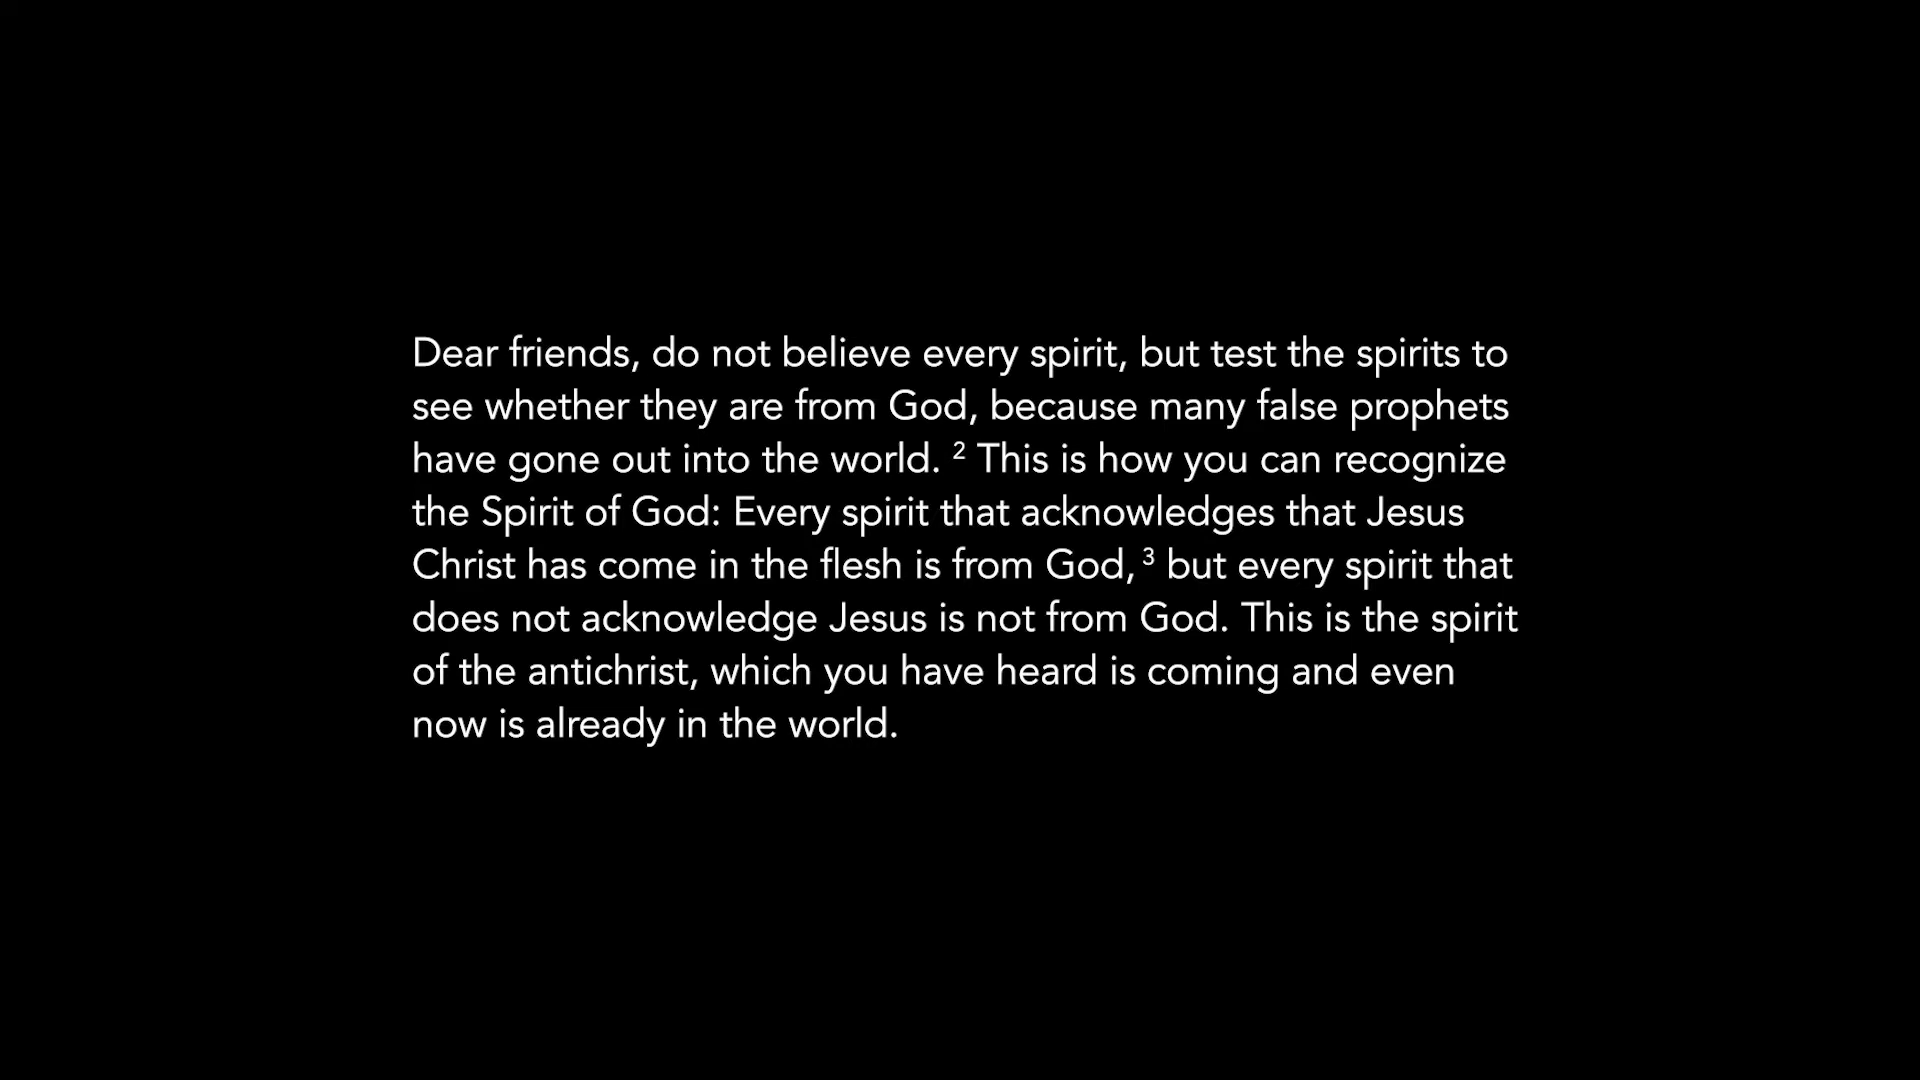 Dear friends, do not believe every spirit, but test the spirits to
see whether they are from God, because many false prophets
have gone out into the world. ² This is how you can recognize
the Spirit of God: Every spirit that acknowledges that Jesus
Christ has come in the flesh is from God, ³ but every spirit that
does not acknowledge Jesus is not from God. This is the spirit
of the antichrist, which you have heard is coming and even
now is already in the world.